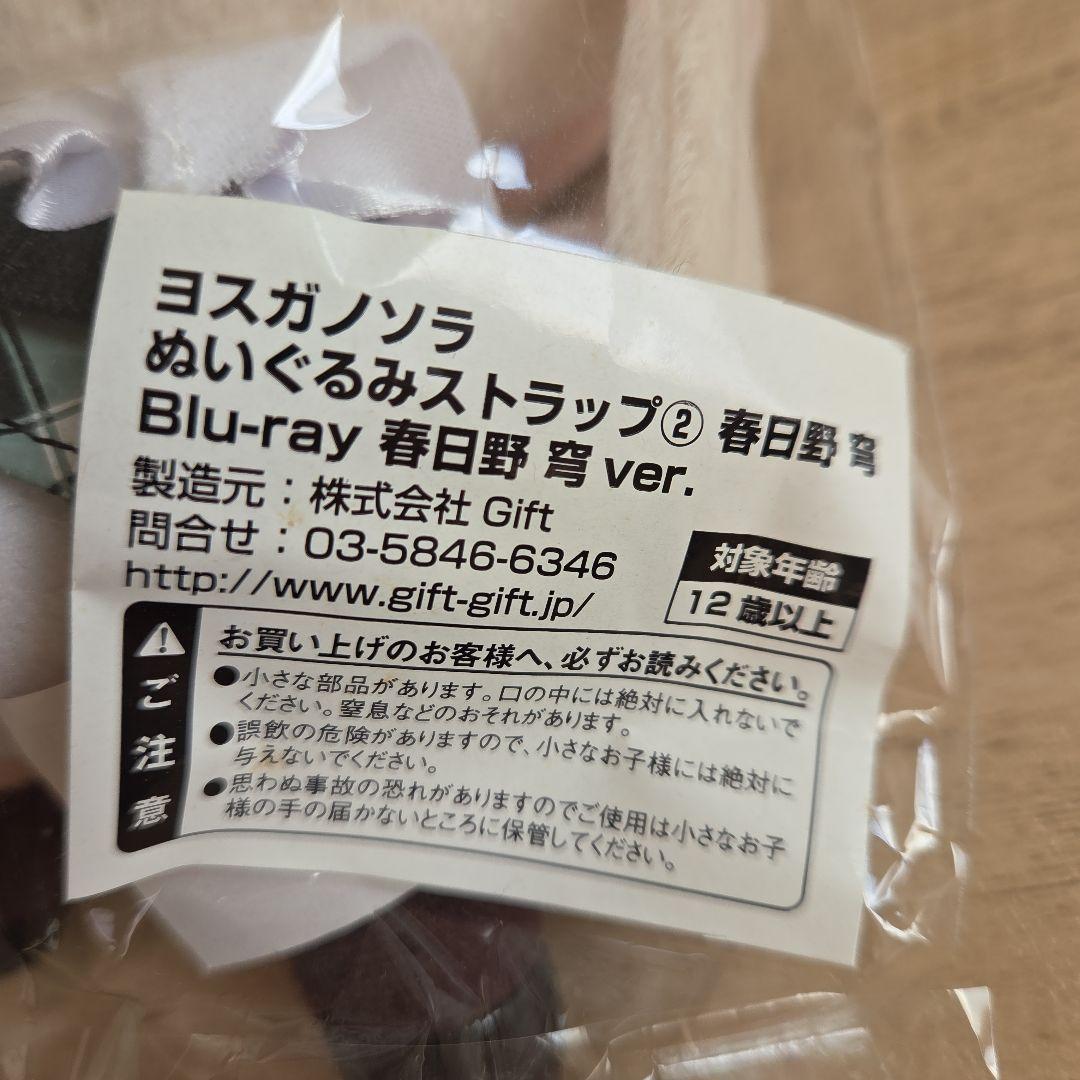 ヨスガノソラ
ぬいぐるみストラップ② 春日野 穹
Blu-ray 春日野 穹 ver.
製造元：株式会社 Gift
問合せ：03-5846-6346
http://www.gift-gift.jp/
対象年齢
12歳以上
ご注意
お買い上げのお客様へ、必ずお読みください。
●小さな部品があります。口の中には絶対に入れないで
ください。窒息などのおそれがあります。
●誤飲の危険がありますので、小さなお子様には絶対に
与えないでください。
●思わぬ事故の恐れがありますのでご使用は小さなお子
様の手の届かないところに保管してください。